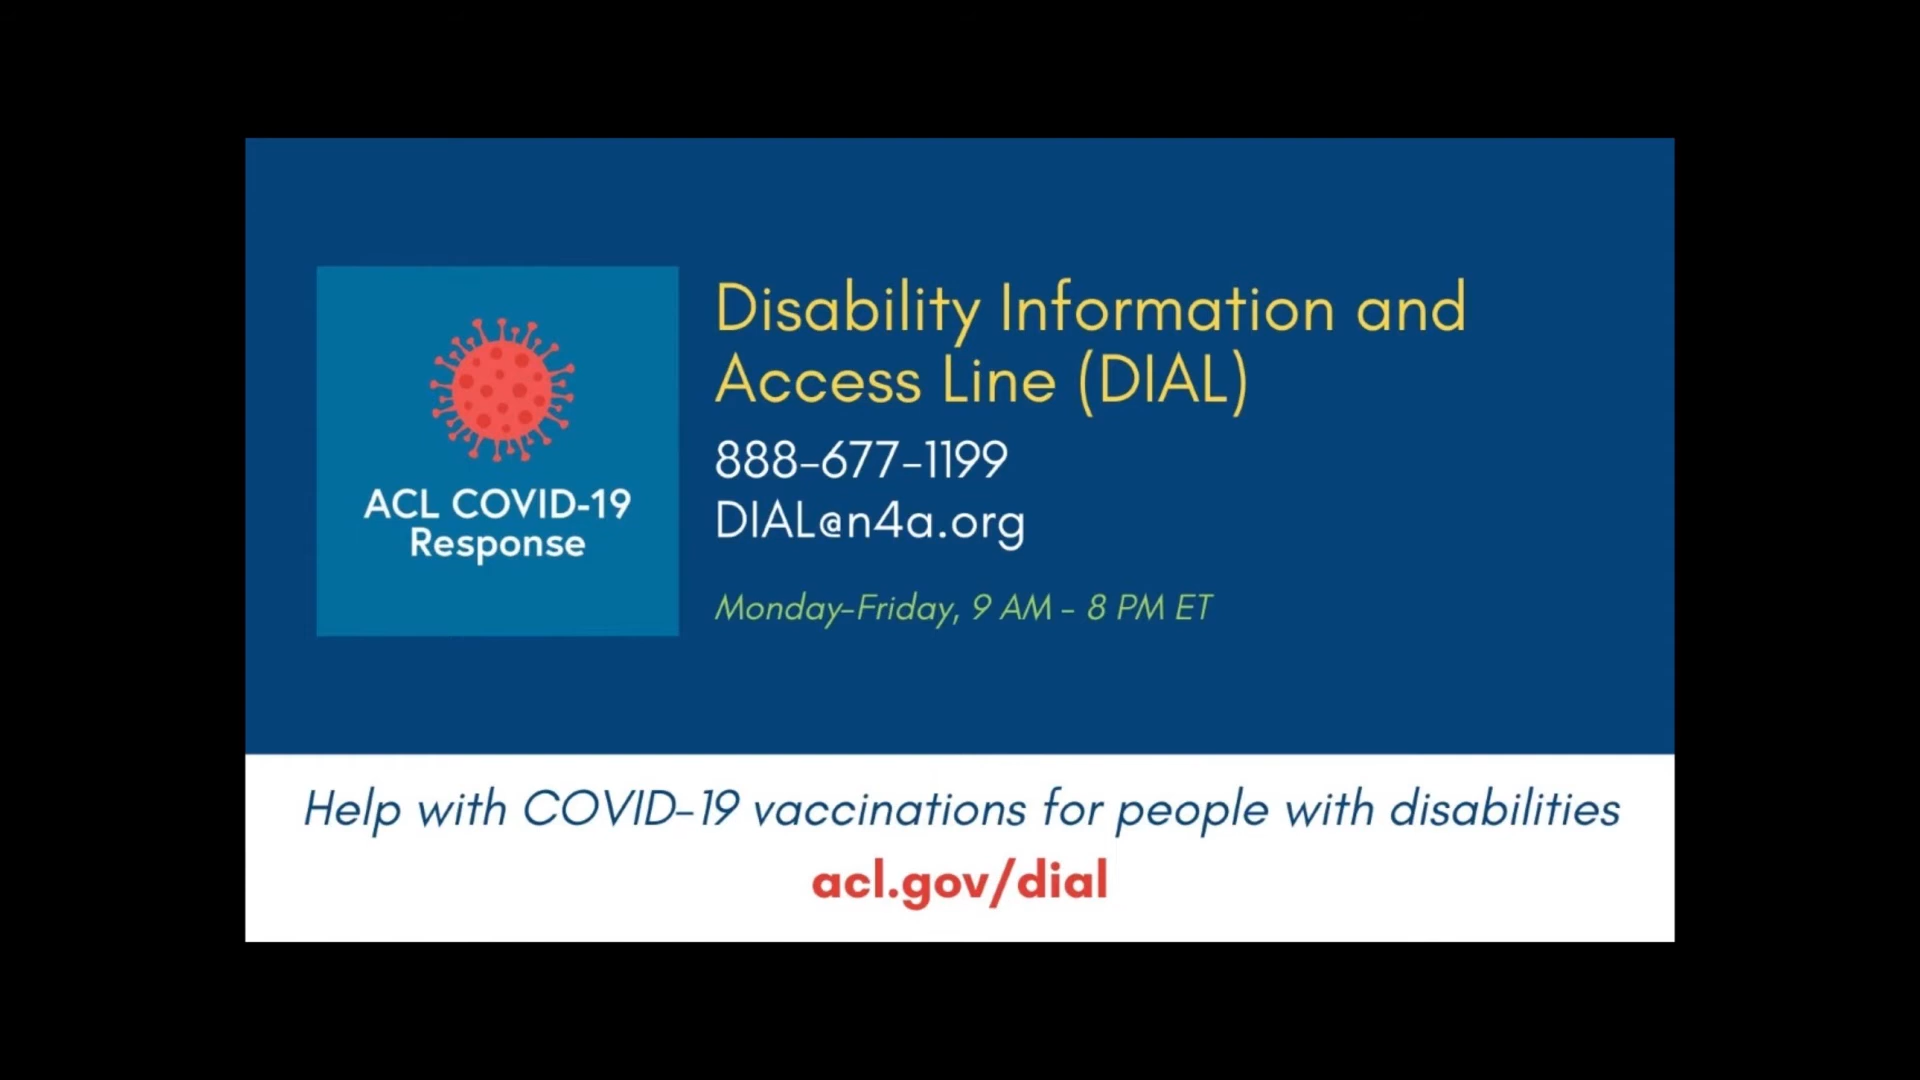 ACL COVID-19
Response
Disability Information and
Access Line (DIAL)
888-677-1199
DIAL@n4a.org
Monday-Friday, 9 AM - 8 PM ET
Help with COVID-19 vaccinations for people with disabilities
acl.gov/dial